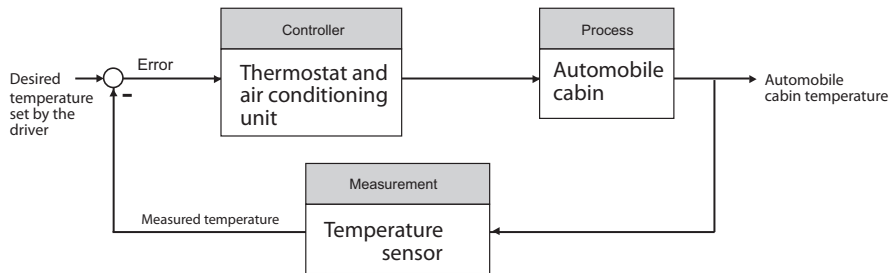 Controller
Process
Error
Thermostat and
air conditioning
unit
Automobile
cabin
Desired
temperature
set by the
driver
-
Automobile
cabin temperature
Measurement
Measured temperature
Temperature
sensor